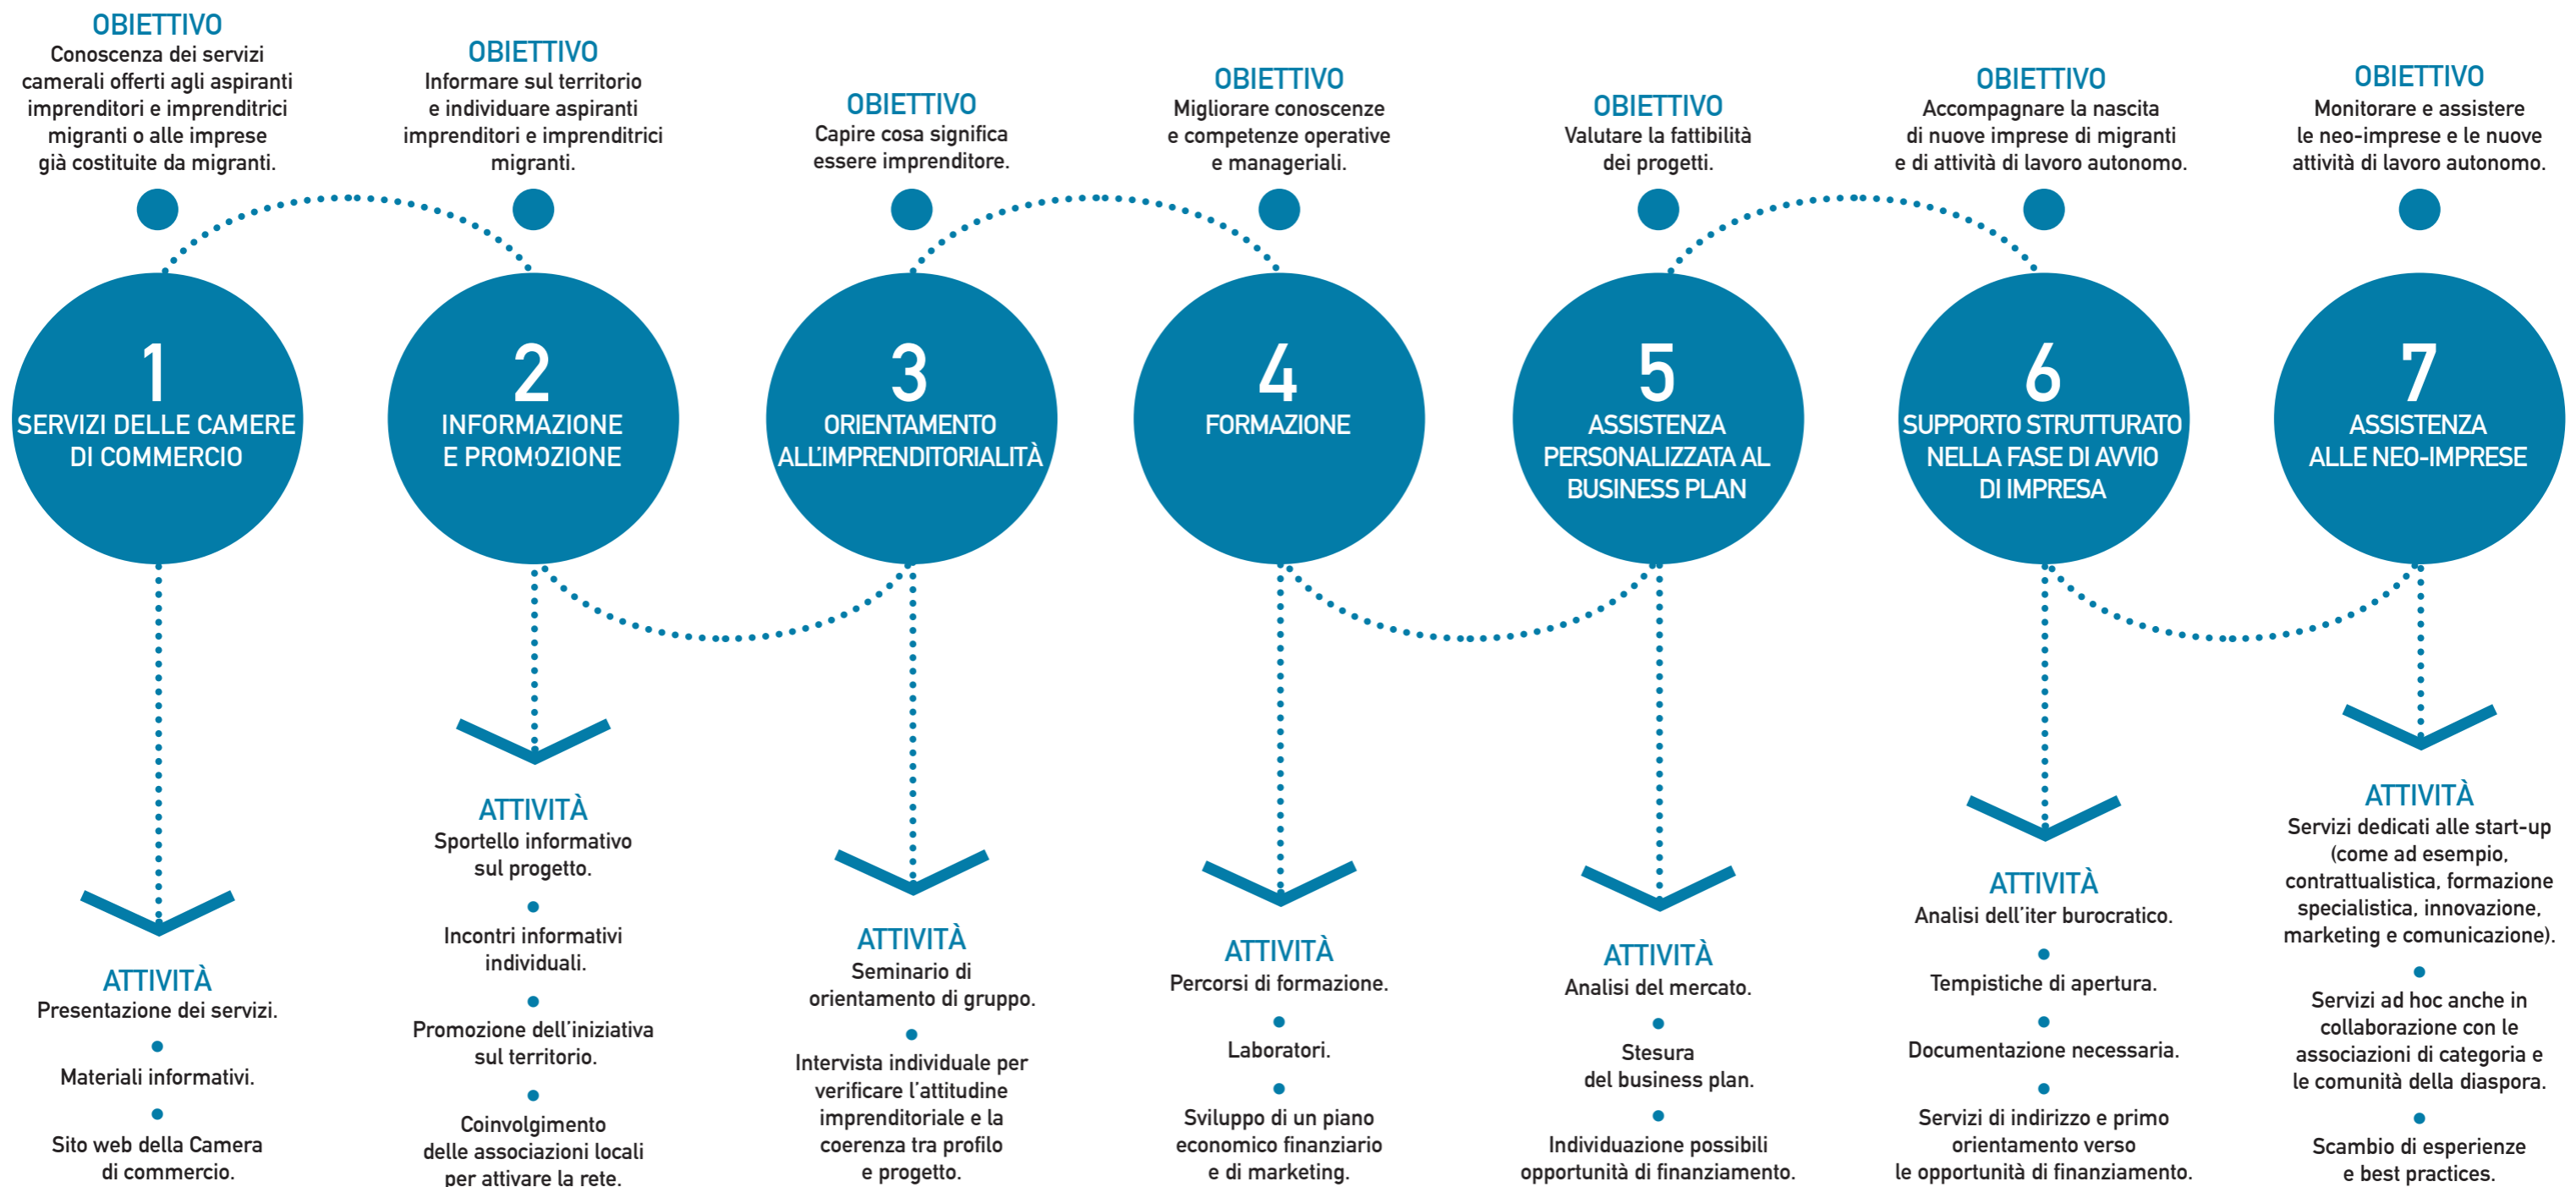 OBIETTIVO
Conoscenza dei servizi
camerali offerti agli aspiranti
imprenditori e imprenditrici
migranti o alle imprese
già costituite da migranti.
1
SERVIZI DELLE CAMERE
DI COMMERCIO
ATTIVITÀ
Presentazione dei servizi.
Materiali informativi.
Sito web della Camera
di commercio.
OBIETTIVO
Informare sul territorio
e individuare aspiranti
imprenditori e imprenditrici
migranti.
2
INFORMAZIONE
E PROMOZIONE
ATTIVITÀ
Sportello informativo
sul progetto.
Incontri informativi
individuali.
Promozione dell'iniziativa
sul territorio.
Coinvolgimento
delle associazioni locali
per attivare la rete.
OBIETTIVO
Capire cosa significa
essere imprenditore.
3
ORIENTAMENTO
ALL'IMPRENDITORIALITÀ
ATTIVITÀ
Seminario di
orientamento di gruppo.
Intervista individuale per
verificare l'attitudine
imprenditoriale e la
coerenza tra profilo
e progetto.
OBIETTIVO
Migliorare conoscenze
e competenze operative
e manageriali.
4
FORMAZIONE
ATTIVITÀ
Percorsi di formazione.
Laboratori.
Sviluppo di un piano
economico finanziario
e di marketing.
OBIETTIVO
Valutare la fattibilità
dei progetti.
5
ASSISTENZA
PERSONALIZZATA AL
BUSINESS PLAN
ATTIVITÀ
Analisi del mercato.
Stesura
del business plan.
Individuazione possibili
opportunità di finanziamento.
OBIETTIVO
Accompagnare la nascita
di nuove imprese di migranti
e di attività di lavoro autonomo.
6
SUPPORTO STRUTTURATO
NELLA FASE DI AVVIO
DI IMPRESA
ATTIVITÀ
Analisi dell'iter burocratico.
Tempistiche di apertura.
Documentazione necessaria.
Servizi di indirizzo e primo
orientamento verso
le opportunità di finanziamento.
OBIETTIVO
Monitorare e assistere
le neo-imprese e le nuove
attività di lavoro autonomo.
7
ASSISTENZA
ALLE NEO-IMPRESE
ATTIVITÀ
Servizi dedicati alle start-up
(come ad esempio,
contrattualistica, formazione
specialistica, innovazione,
marketing e comunicazione).
Servizi ad hoc anche in
collaborazione con le
associazioni di categoria e
le comunità della diaspora.
Scambio di esperienze
e best practices.